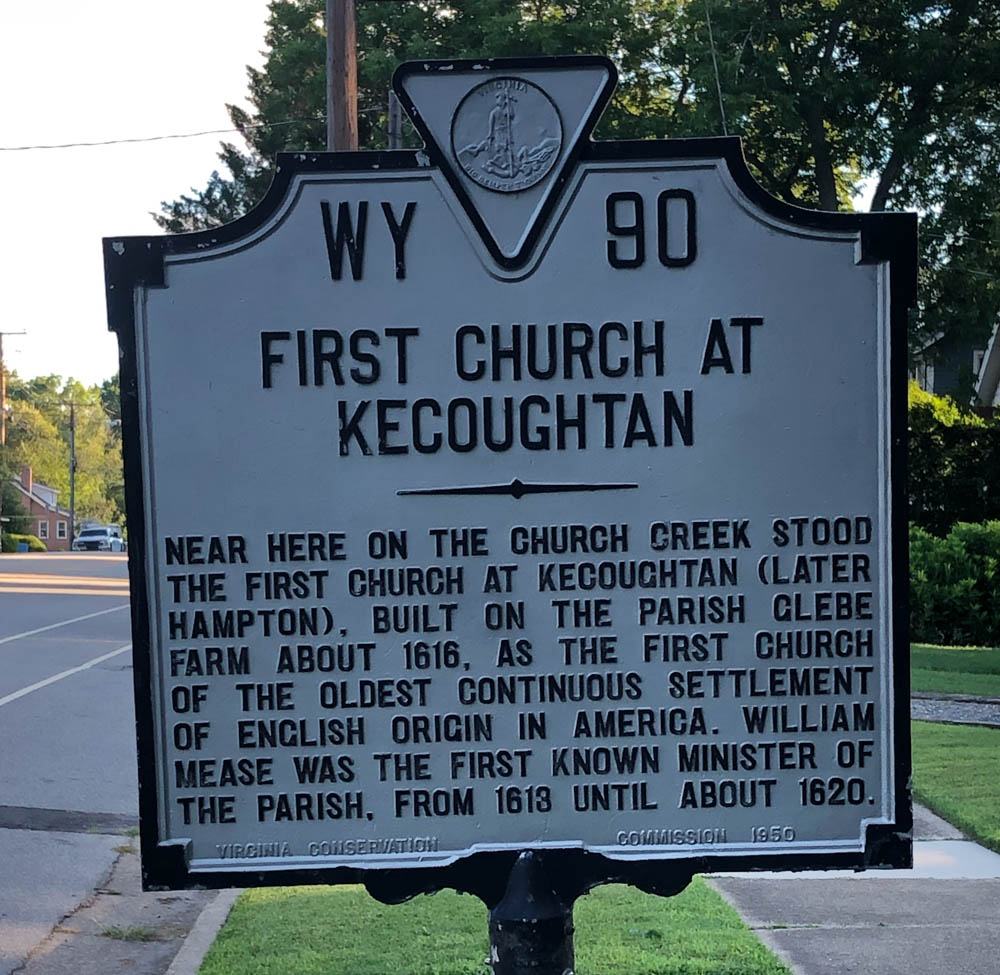 VIRGINIA
WY 90
FIRST CHURCH AT
KECOUGHTAN
NEAR HERE ON THE CHURCH CREEK STOOD
THE FIRST CHURCH AT KECOUGHTAN (LATER
HAMPTON), BUILT ON THE PARISH GLEBE
FARM ABOUT 1616, AS THE FIRST CHURCH
OF THE OLDEST CONTINUOUS SETTLEMENT
OF ENGLISH ORIGIN IN AMERICA. WILLIAM
MEASE WAS THE FIRST KNOWN MINISTER OF
THE PARISH, FROM 1613 UNTIL ABOUT 1620.
VIRGINIA CONSERVATION COMMISSION 1950